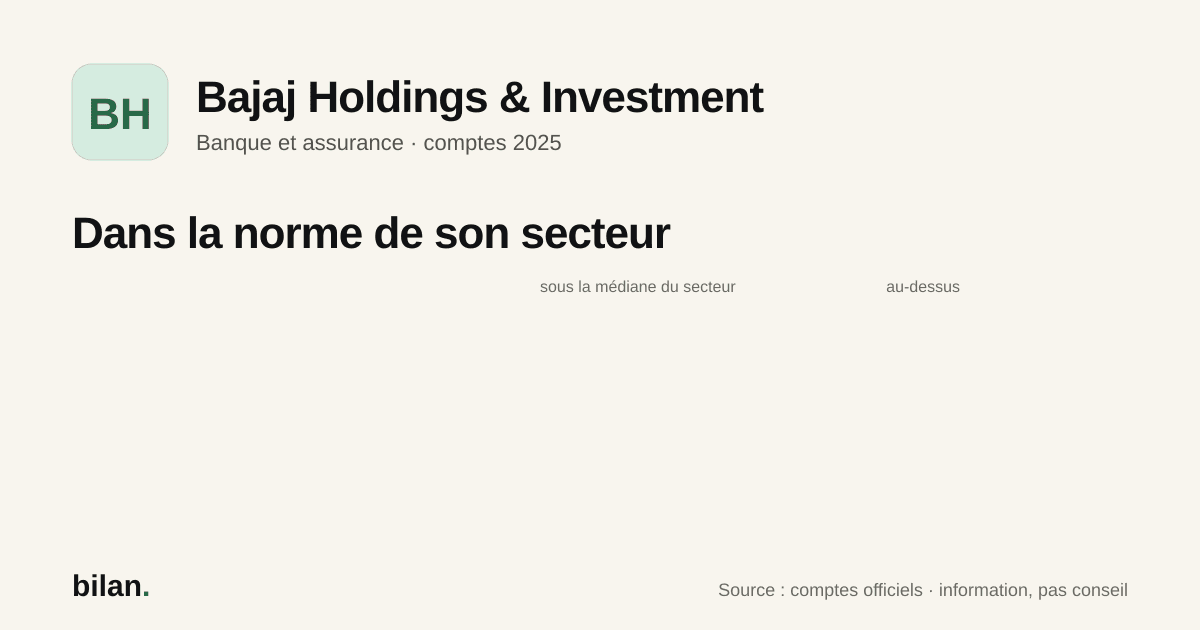 BH
Bajaj Holdings & Investment
Banque et assurance · comptes 2025
Dans la norme de son secteur
sous la médiane du secteur au-dessus
bilan.
Source : comptes officiels · information, pas conseil